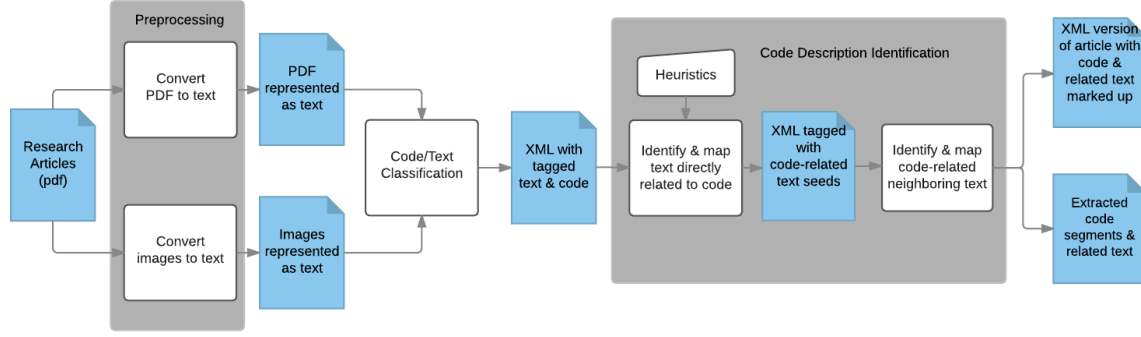 Preprocessing
Convert
PDF to text
PDF
represented
as text
Research
Articles
(pdf)
Convert
images to text
Images
represented
as text
Code/Text
Classification
XML with
tagged
text & code
Code Description Identification
Heuristics
Identify & map
text directly
related to code
XML tagged
with
code-related
text seeds
Identify & map
code-related
neighboring text
XML version
of article with
code &
related text
marked up
Extracted
code
segments &
related text